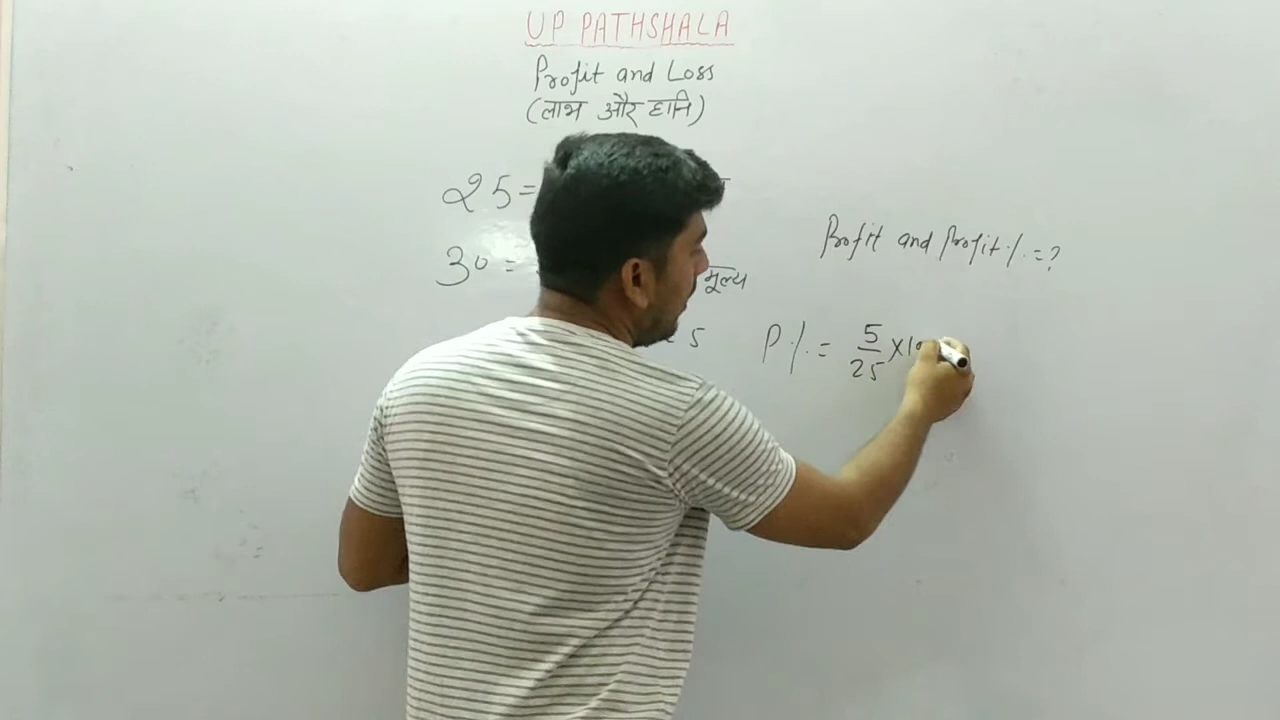 UP PATHSHALA
Profit and Loss
(लाभ और हानि)
25=
30 =
मूल्य
Profit and Profit % = ?
5
P % = 5/25 ×10